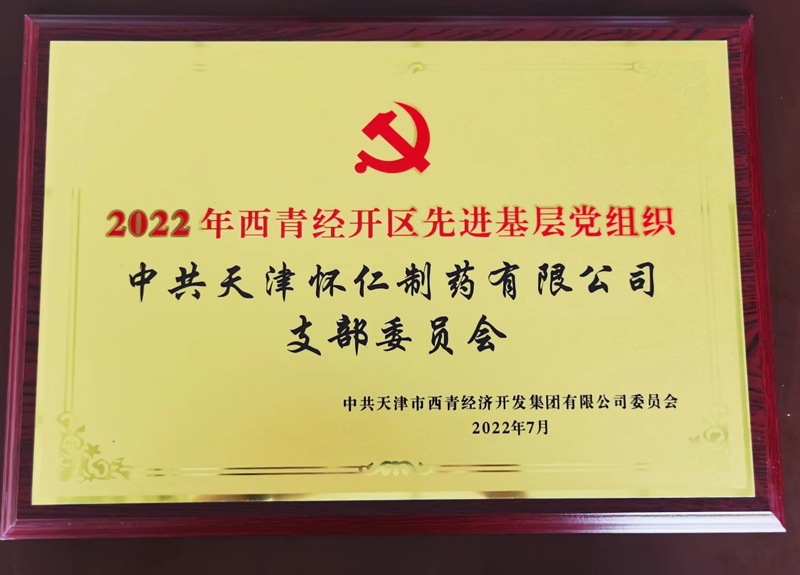 2022年西青经开区先进基层党组织
中共天津怀仁制药有限公司
支部委员会
中共天津市西青经济开发集团有限公司委员会
2022年7月